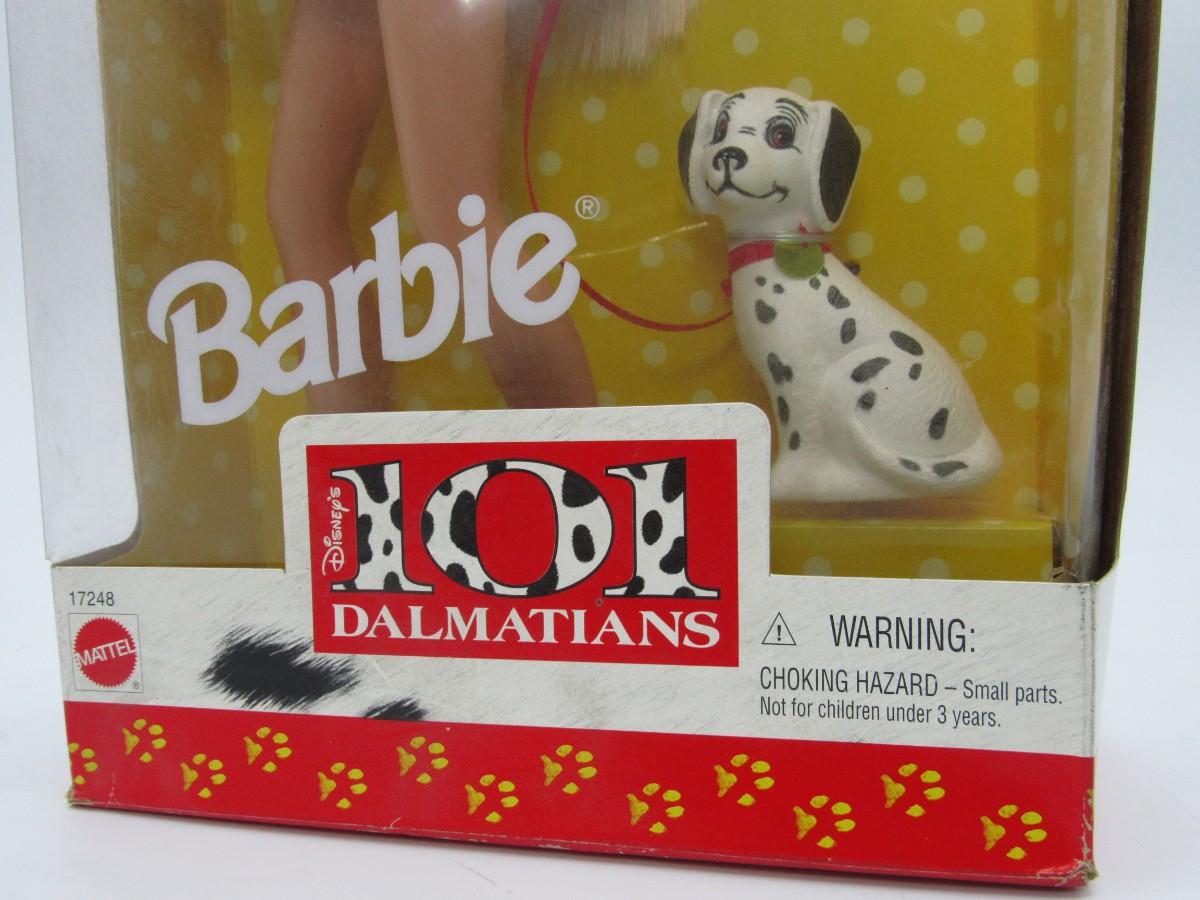 Barbie®
DISNEY'S
101
DALMATIANS
17248
MATTEL
®
WARNING:
CHOKING HAZARD – Small parts.
Not for children under 3 years.